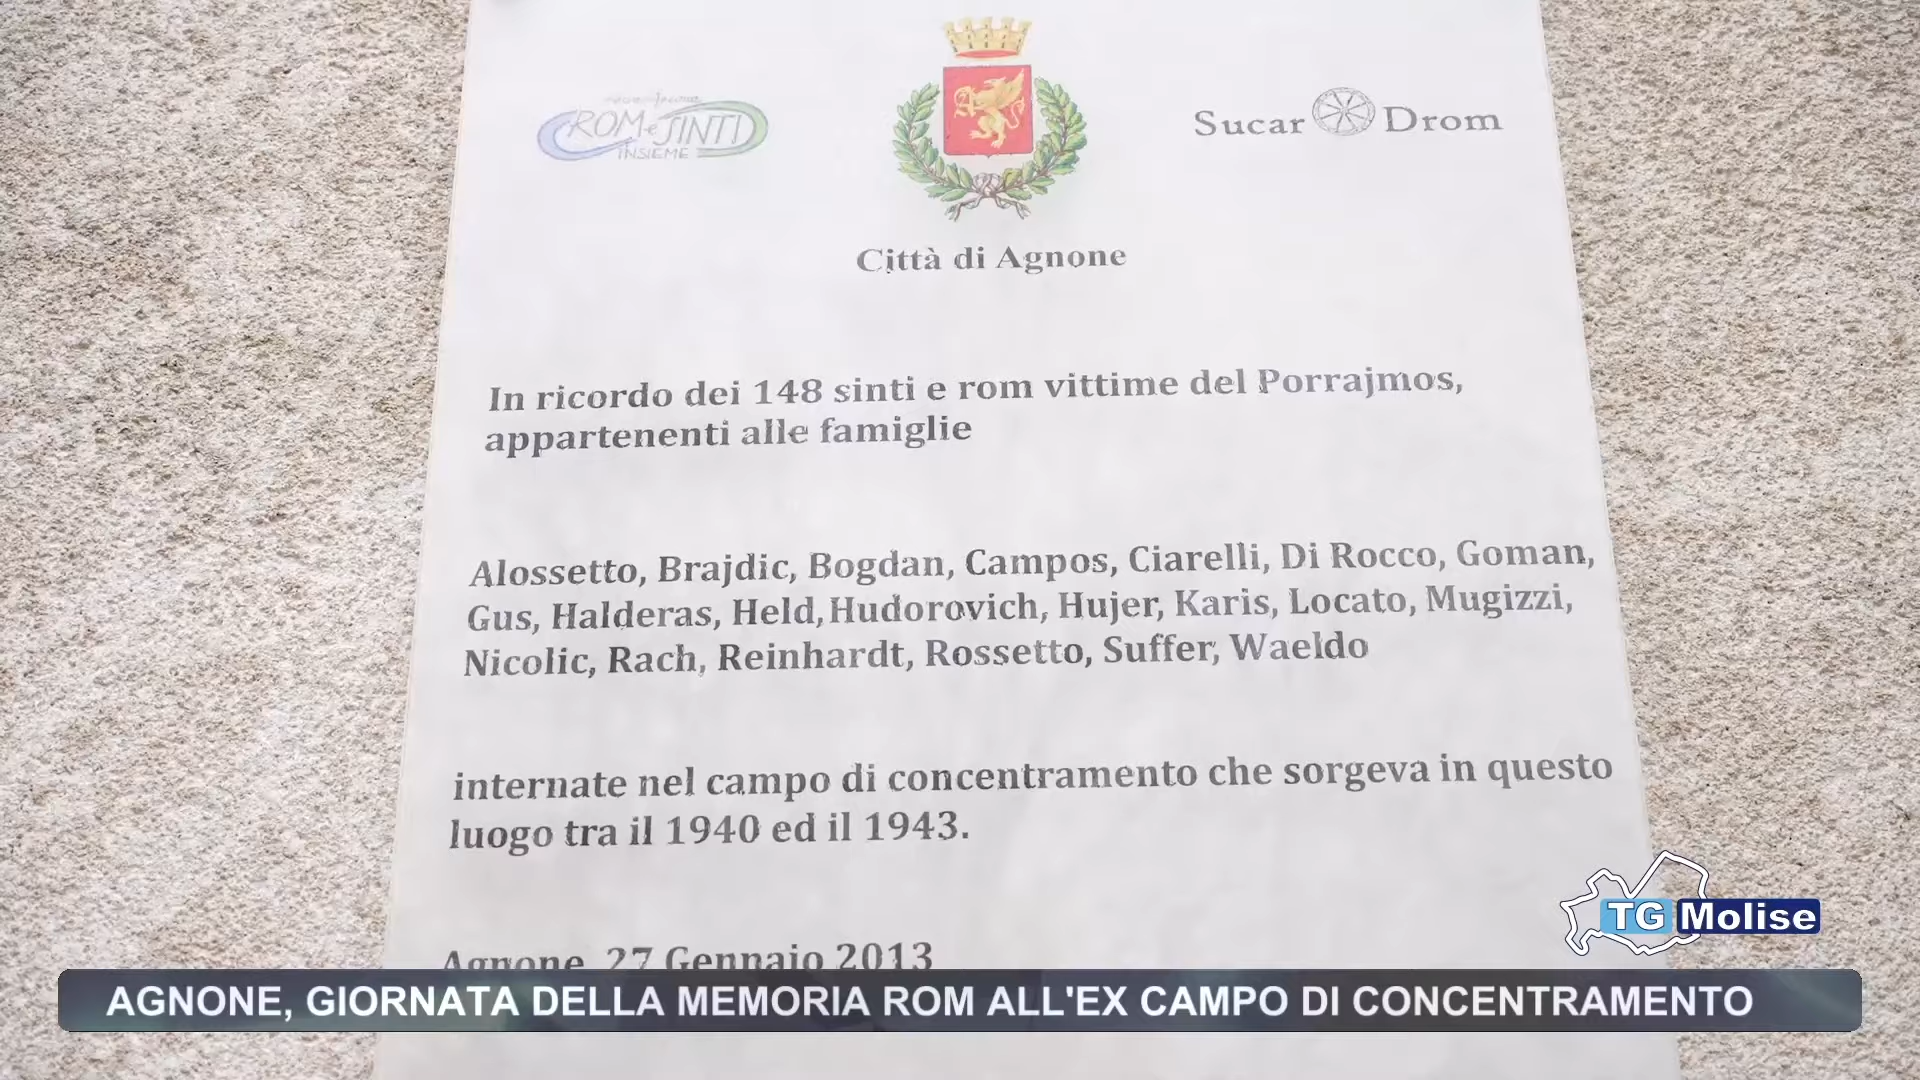 ROM e SINTI
INSIEME
Sucar Drom
Città di Agnone
In ricordo dei 148 sinti e rom vittime del Porrajmos,
appartenenti alle famiglie
Alossetto, Brajdic, Bogdan, Campos, Ciarelli, Di Rocco, Goman,
Gus, Halderas, Held, Hudorovich, Hujer, Karis, Locato, Mugizzi,
Nicolic, Rach, Reinhardt, Rossetto, Suffer, Waeldo
internate nel campo di concentramento che sorgeva in questo
luogo tra il 1940 ed il 1943.
Agnone, 27 Gennaio 2013
TG Molise
AGNONE, GIORNATA DELLA MEMORIA ROM ALL'EX CAMPO DI CONCENTRAMENTO